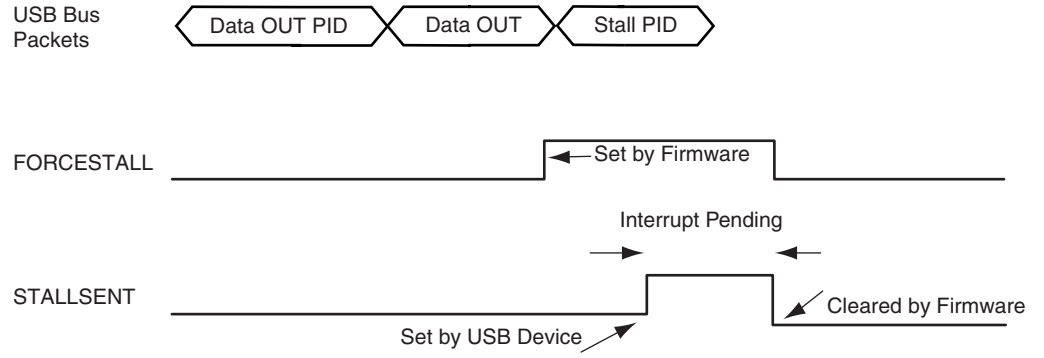 USB Bus
Packets
Data OUT PID
Data OUT
Stall PID
FORCESTALL
Set by Firmware
Interrupt Pending
STALLSENT
Cleared by Firmware
Set by USB Device